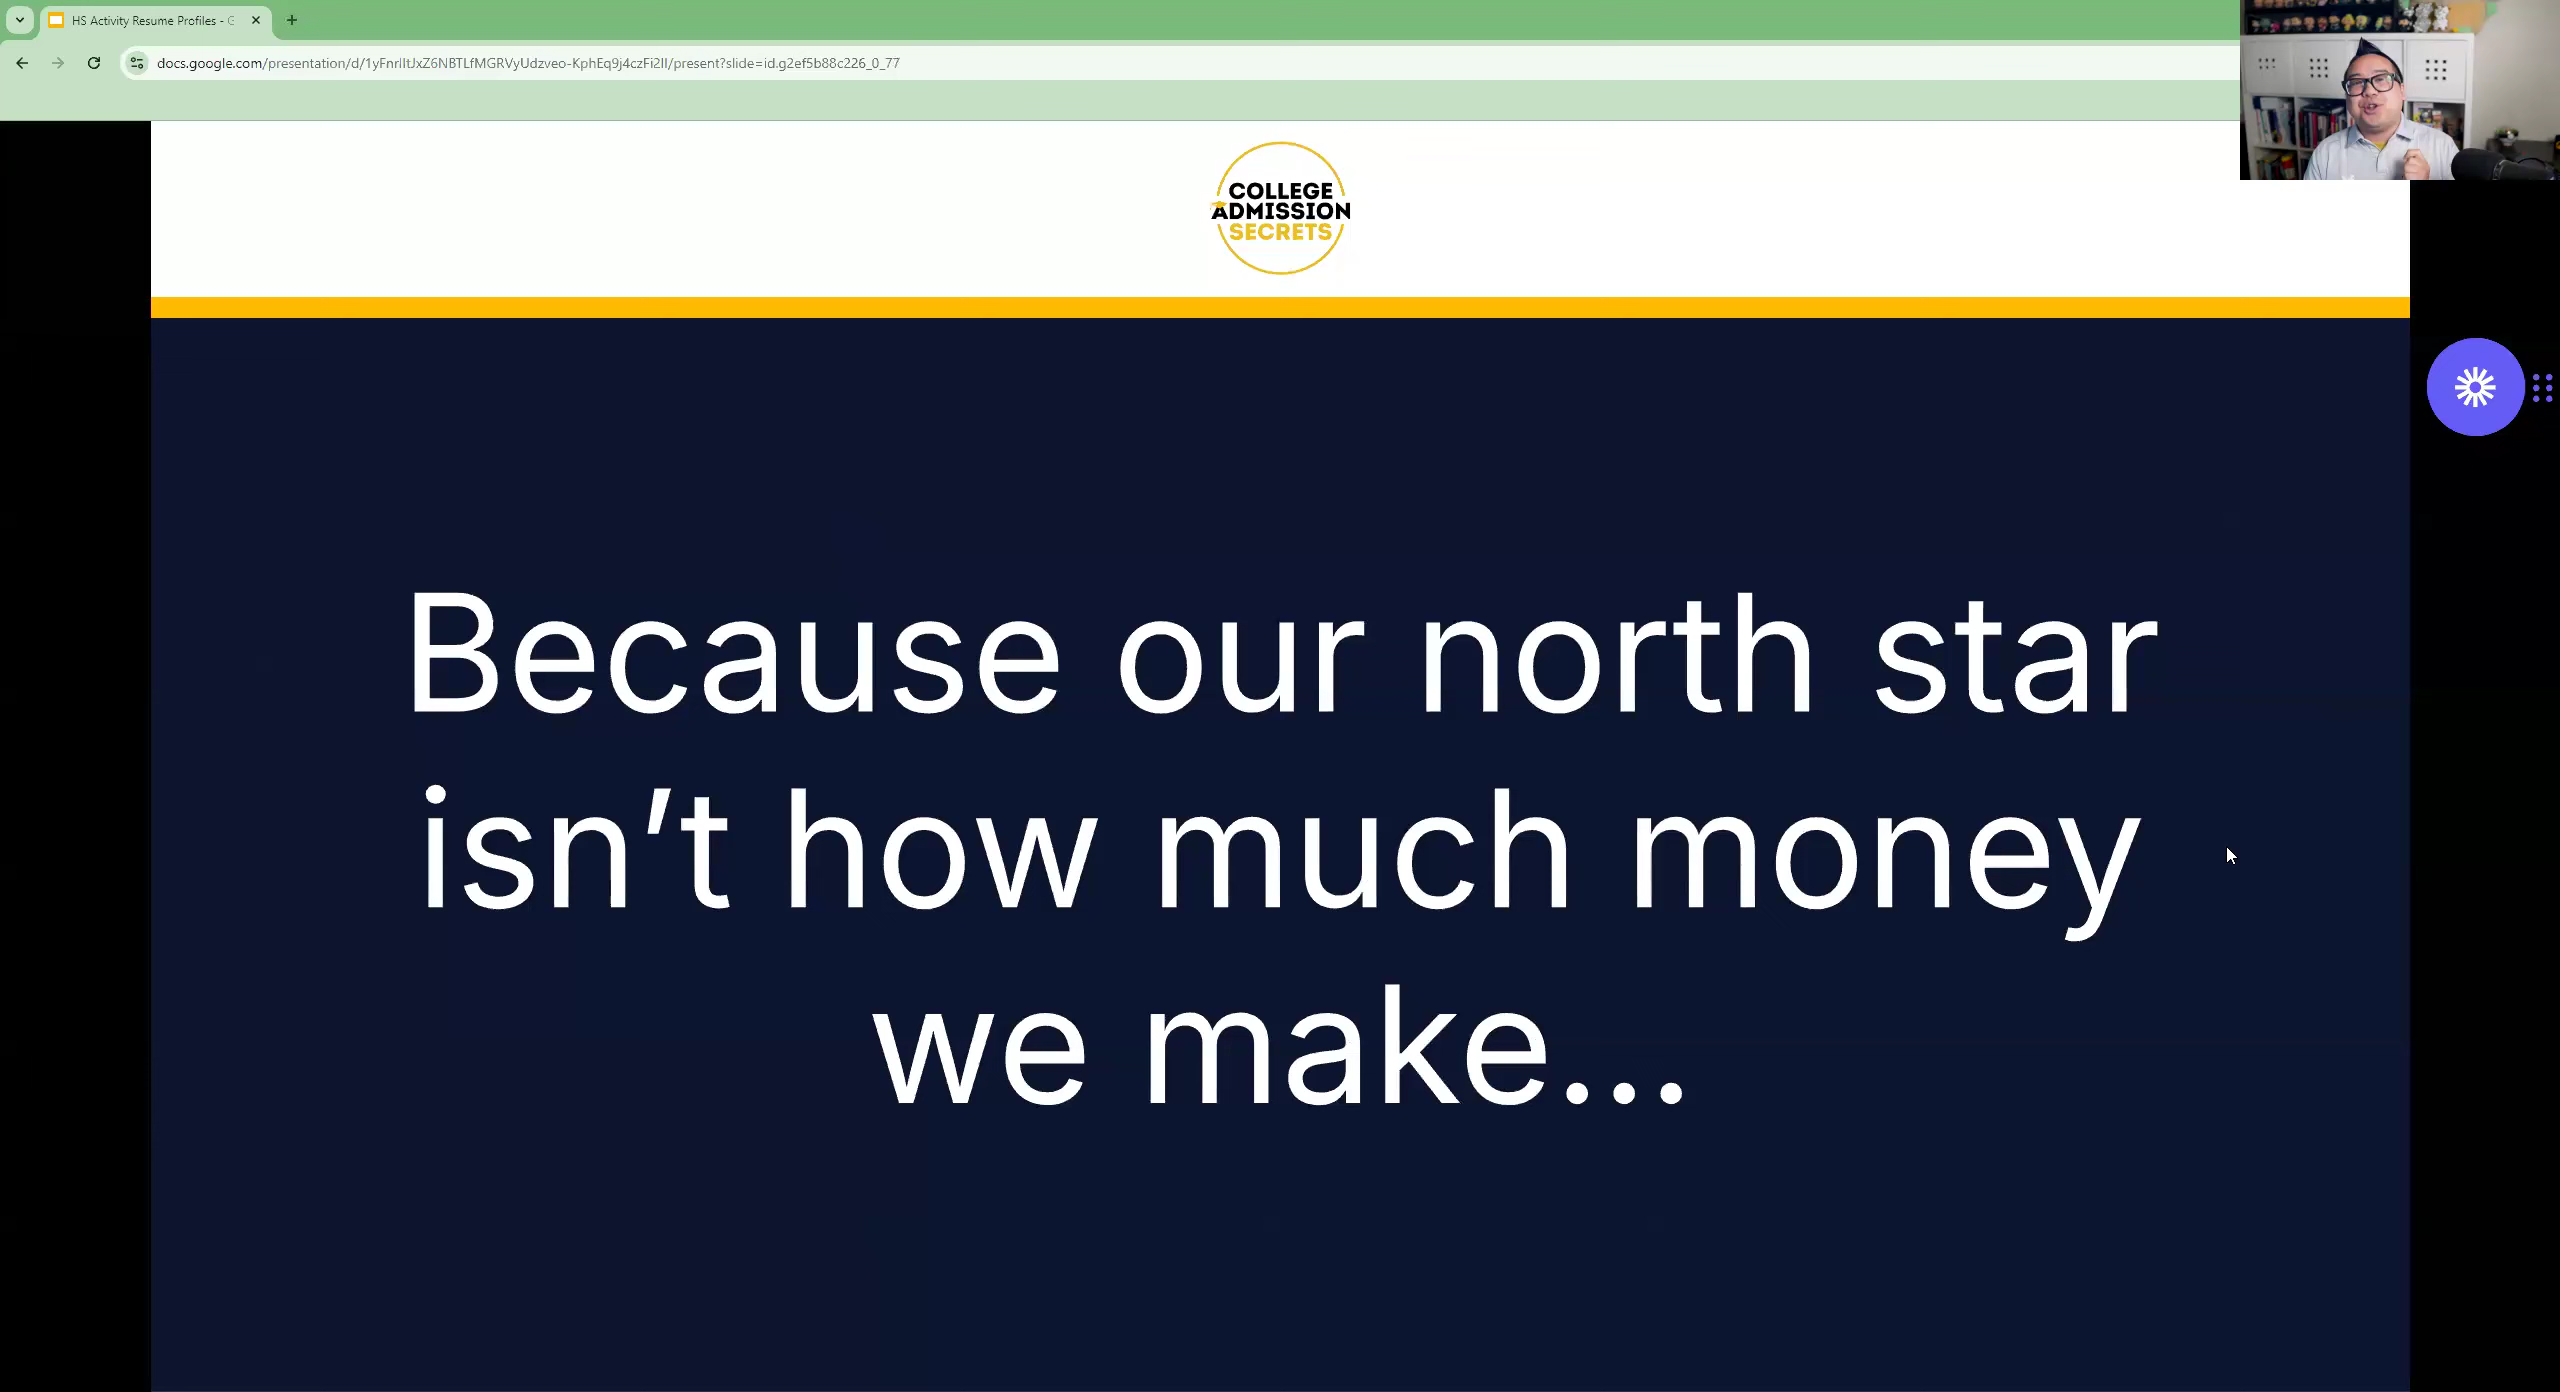 HS Activity Resume Profiles - G
docs.google.com/presentation/d/1yFnrlItJxZ6NBTLfMGRVyUdzveo-KphEq9j4czFi2lI/present?slide=id.g2ef5b88c226_0_77
COLLEGE
ADMISSION
SECRETS
Because our north star
isn’t how much money
we make...